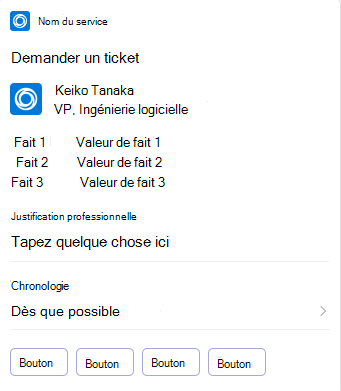 Nom du service
Demander un ticket
Keiko Tanaka
VP, Ingénierie logicielle
Fait 1 Valeur de fait 1
Fait 2 Valeur de fait 2
Fait 3 Valeur de fait 3
Justification professionnelle
Tapez quelque chose ici
Chronologie
Dès que possible
Bouton Bouton Bouton Bouton